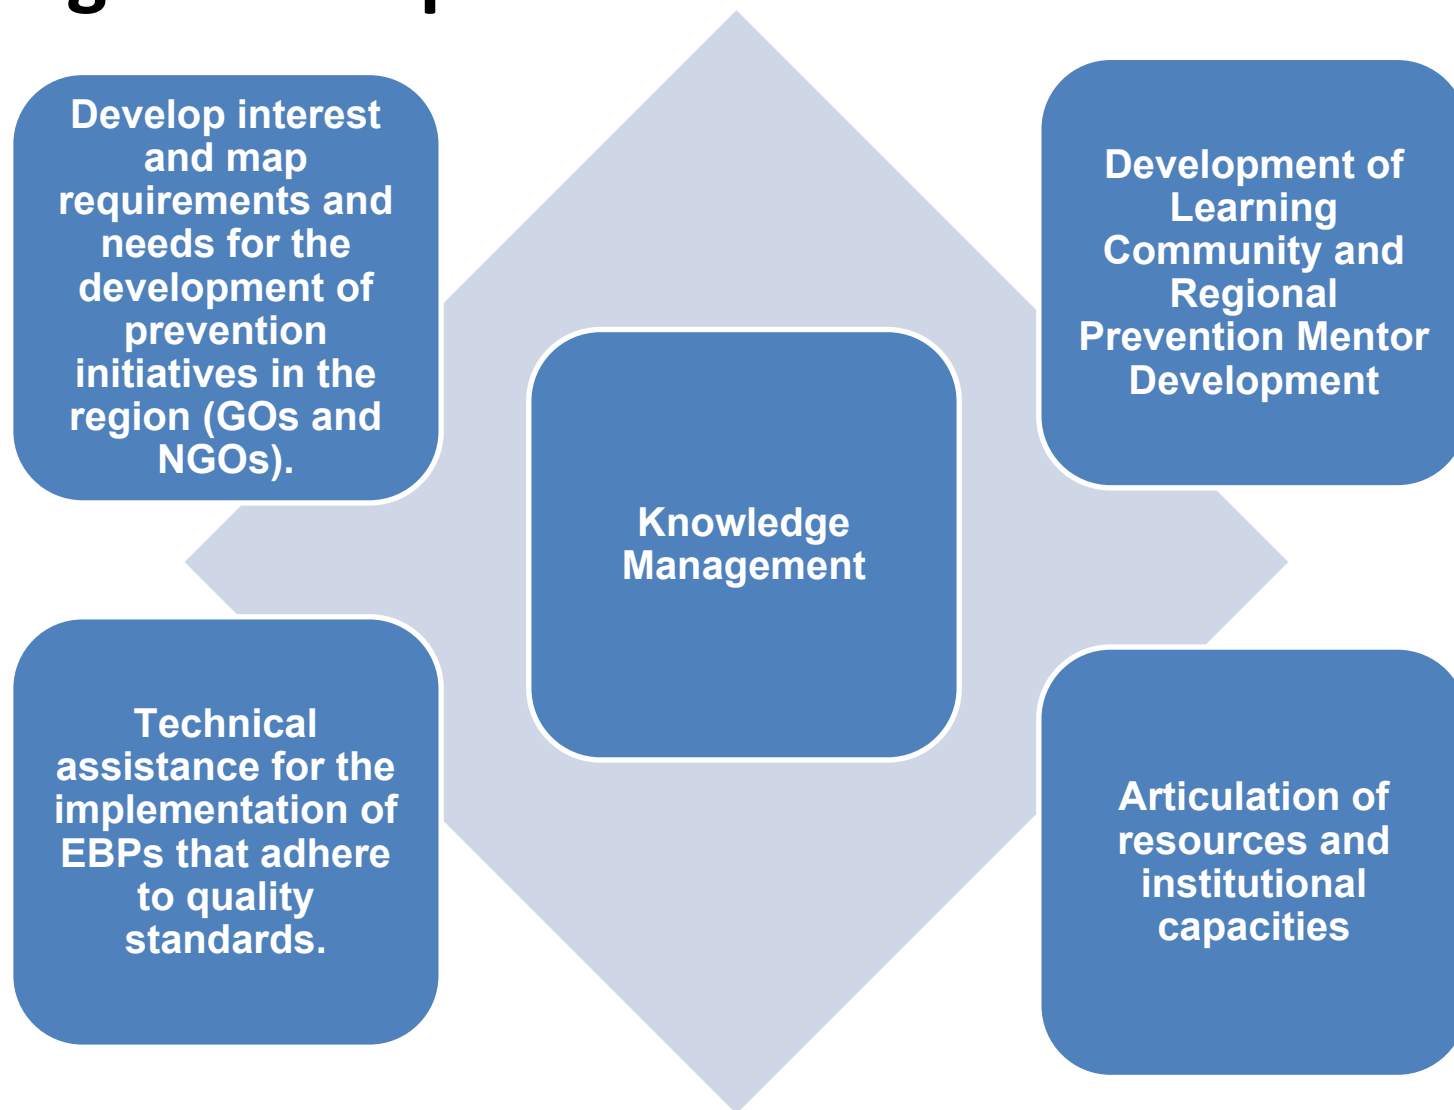 Develop interest
and map
requirements and
needs for the
development of
prevention
initiatives in the
region (GOs and
NGOs).
Development of
Learning
Community and
Regional
Prevention Mentor
Development
Knowledge
Management
Technical
assistance for the
implementation of
EBPs that adhere
to quality
standards.
Articulation of
resources and
institutional
capacities